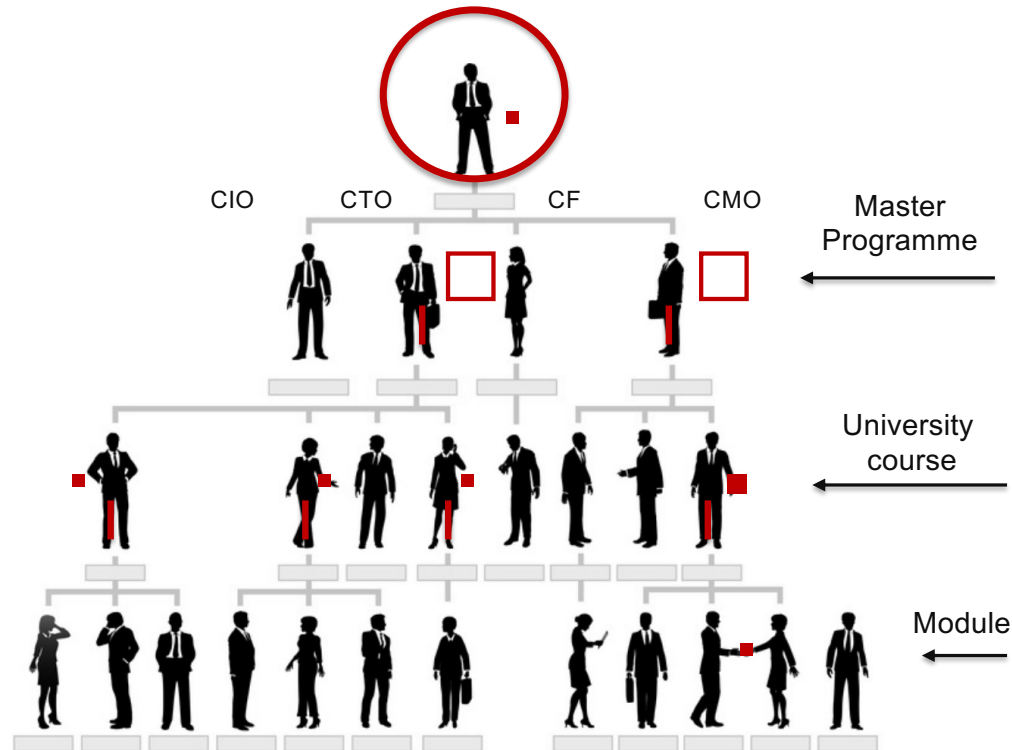 CIO
CTO
CF
CMO
Master
Programme
University
course
Module